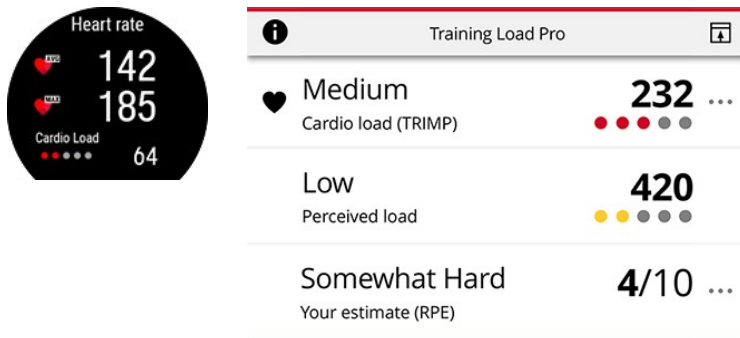 Heart rate
AVG 142
MAX 185
Cardio Load
64
i Training Load Pro
Medium 232 ...
Cardio load (TRIMP)
Low 420
Perceived load
Somewhat Hard 4/10 ...
Your estimate (RPE)